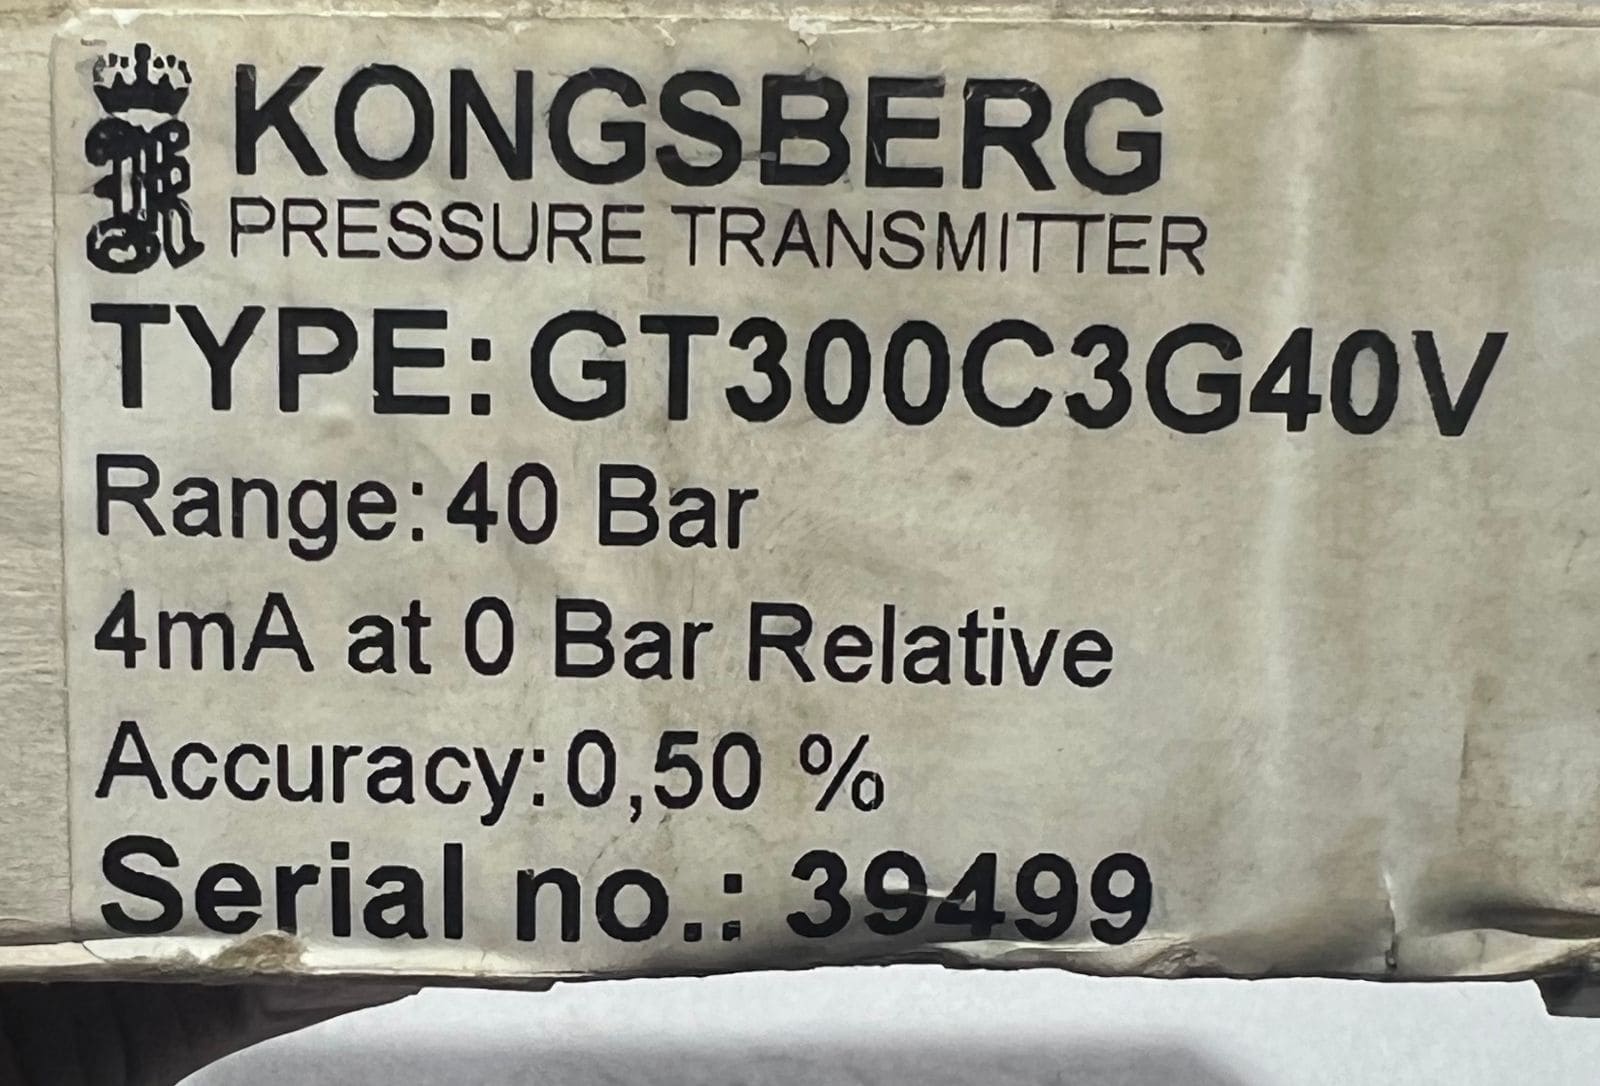 KONGSBERG
PRESSURE TRANSMITTER
TYPE: GT300C3G40V
Range: 40 Bar
4mA at 0 Bar Relative
Accuracy: 0,50 %
Serial no.: 39499